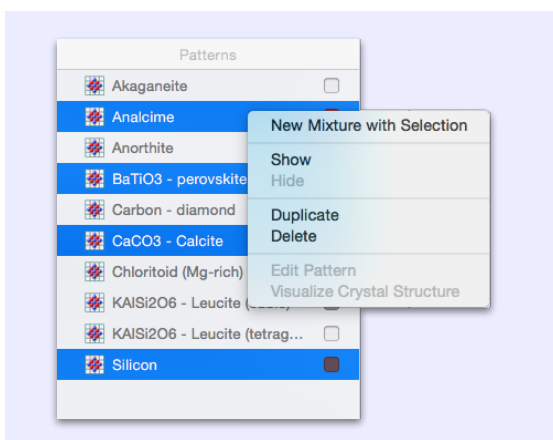 Patterns
Akaganeite
Analcime
New Mixture with Selection
Anorthite
Show
BaTiO3 - perovskite
Hide
Carbon - diamond
Duplicate
CaCO3 - Calcite
Delete
Chloritoid (Mg-rich)
Edit Pattern
Visualize Crystal Structure
KAlSi2O6 - Leucite
KAlSi2O6 - Leucite (tetrag...
Silicon